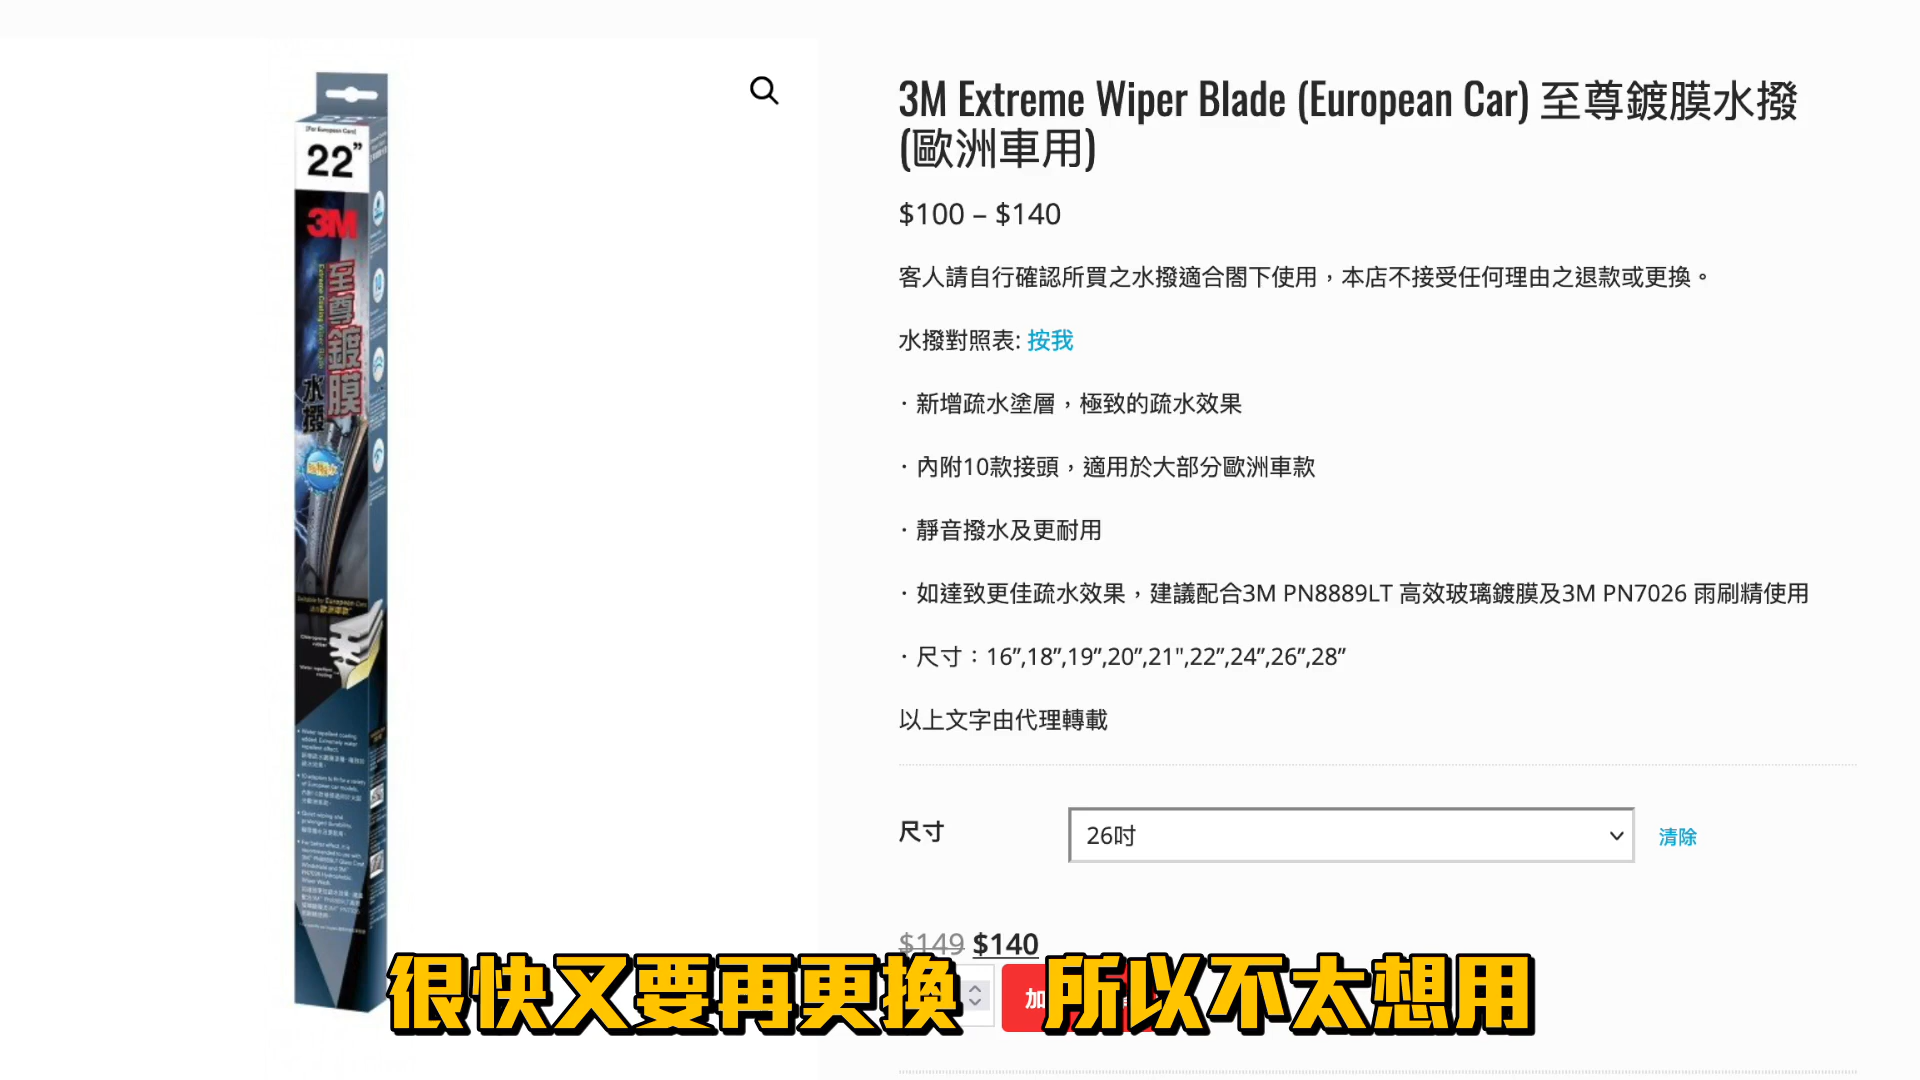 [For European Cars]
22”
3M
至尊鍍膜
水撥
3M Extreme Wiper Blade (European Car) 至尊鍍膜水撥
(歐洲車用)
$100 – $140
客人請自行確認所買之水撥適合閣下使用，本店不接受任何理由之退款或更換。
水撥對照表: 按我
· 新增疏水塗層，極致的疏水效果
· 內附10款接頭，適用於大部分歐洲車款
· 靜音撥水及更耐用
· 如達致更佳疏水效果，建議配合3M PN8889LT 高效玻璃鍍膜及3M PN7026 雨刷精使用
· 尺寸：16”,18”,19”,20”,21",22”,24”,26”,28”
以上文字由代理轉載
尺寸
26吋
清除
$149 $140
加
很快又要再更換 所以不太想用